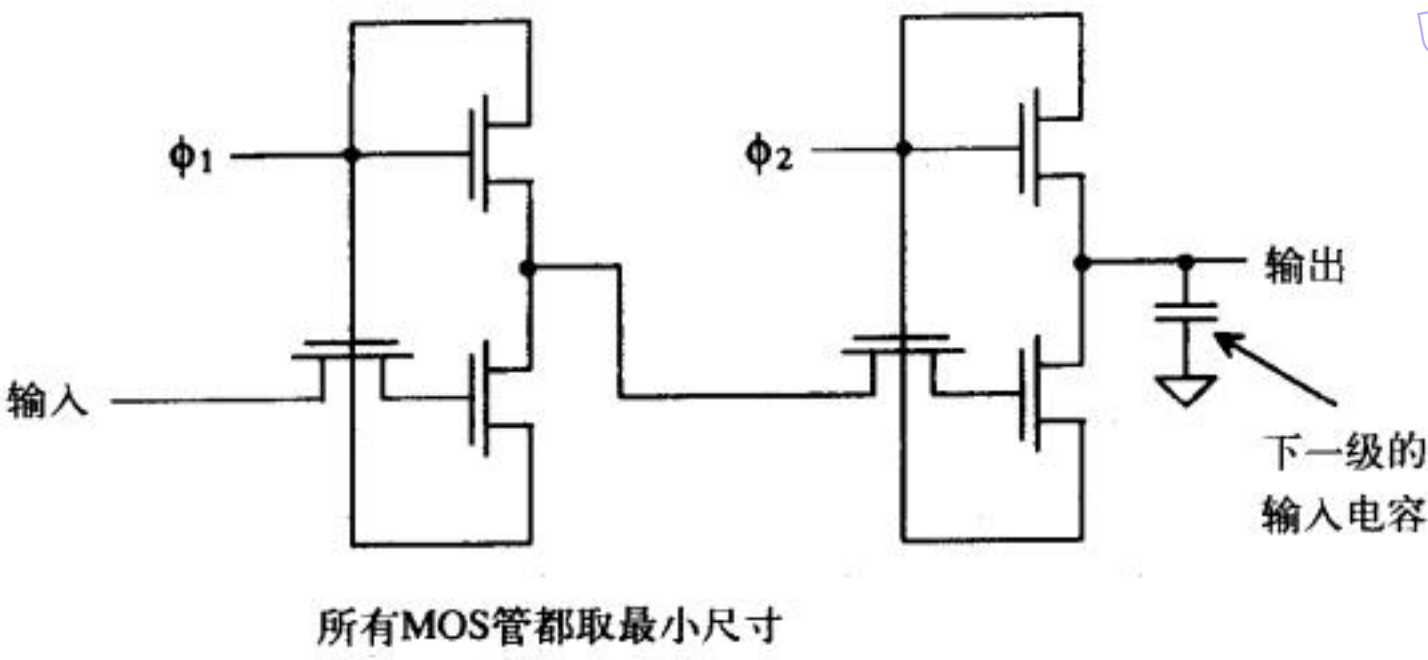 ϕ1
ϕ2
输出
输入
下一级的
输入电容
所有MOS管都取最小尺寸